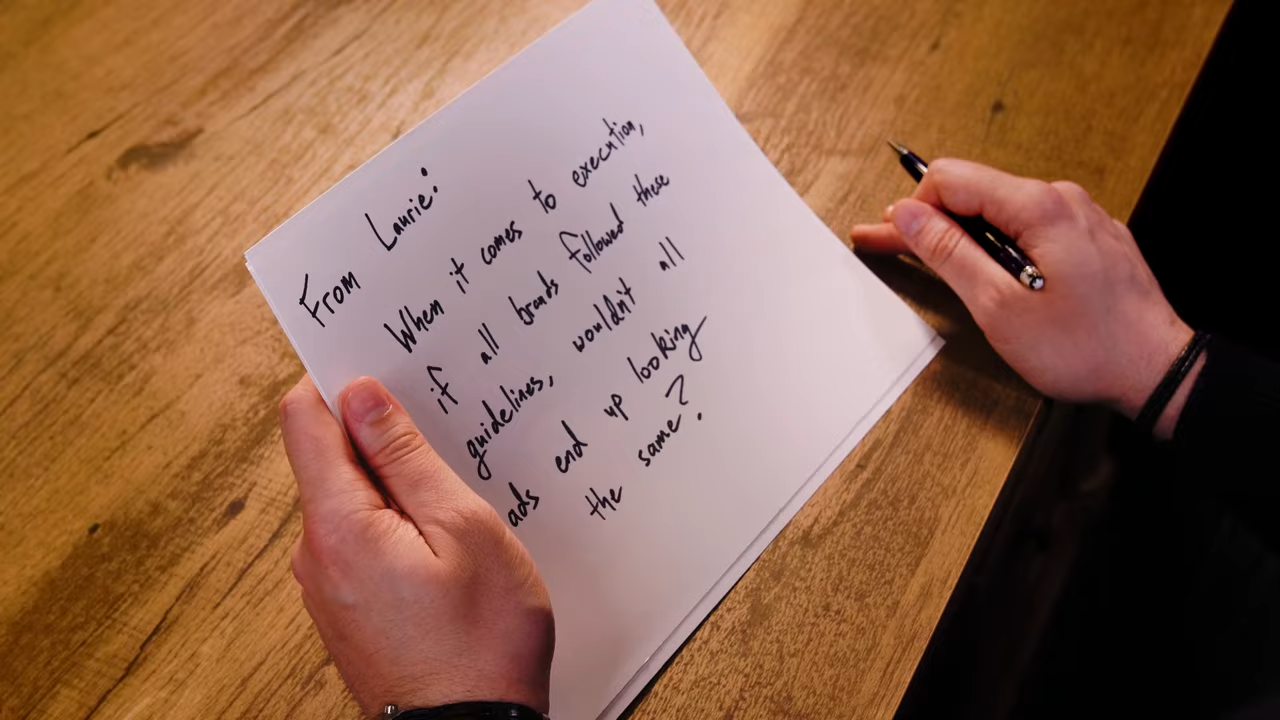 From Laurie:
When it comes to execution,
if all brands followed these
guidelines, wouldn't all
ads end up looking
the same?